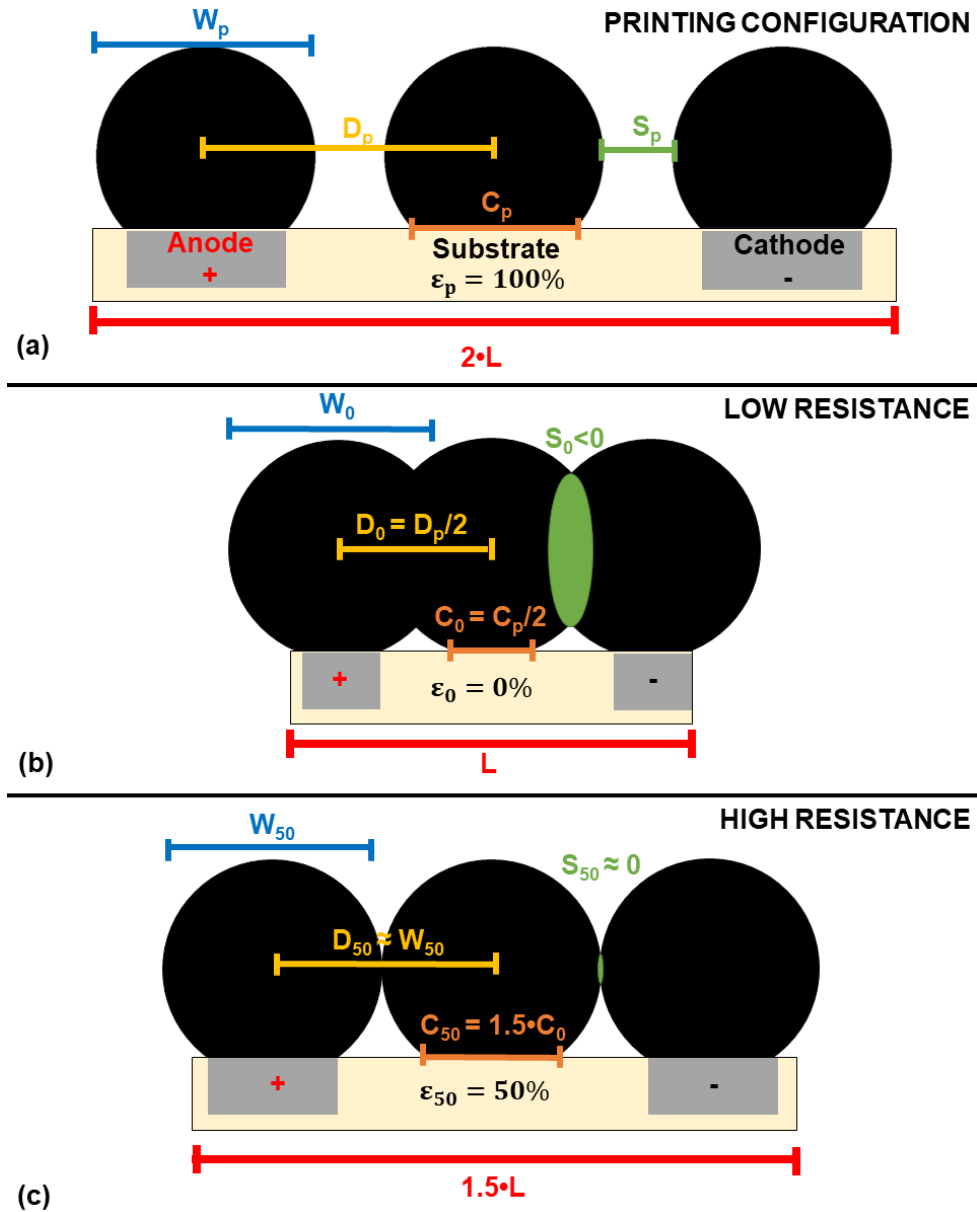 PRINTING CONFIGURATION
Wₚ
Dₚ
Sₚ
Cₚ
Anode
+
Substrate
εₚ = 100%
Cathode
-
(a)
2•L
LOW RESISTANCE
W₀
S₀<0
D₀ = Dₚ/2
C₀ = Cₚ/2
+
ε₀ = 0%
-
(b)
L
HIGH RESISTANCE
W₅₀
S₅₀ ≈ 0
D₅₀ ≈ W₅₀
C₅₀ = 1.5•C₀
+
ε₅₀ = 50%
-
(c)
1.5•L